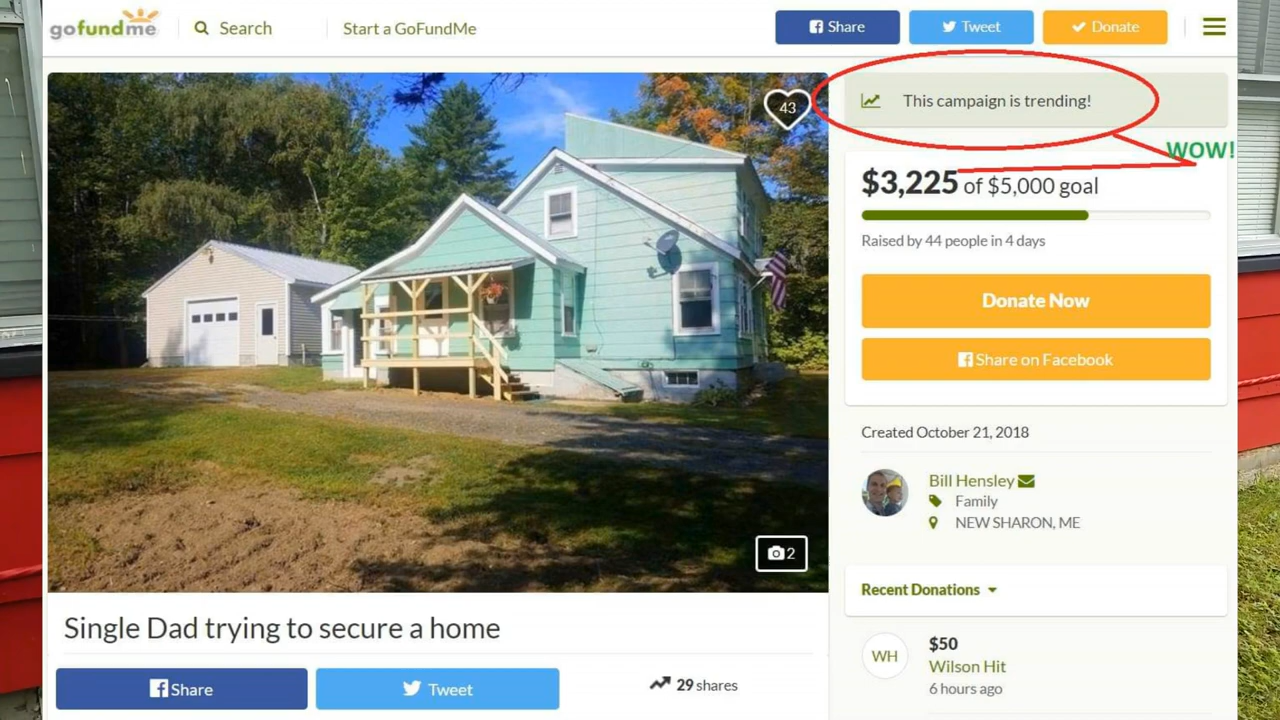 gofundme
Search
Start a GoFundMe
Share
Tweet
Donate
43
This campaign is trending!
WOW!
$3,225 of $5,000 goal
Raised by 44 people in 4 days
Donate Now
Share on Facebook
Created October 21, 2018
Bill Hensley
Family
NEW SHARON, ME
2
Recent Donations
Single Dad trying to secure a home
WH
$50
Wilson Hit
6 hours ago
Share
Tweet
29 shares